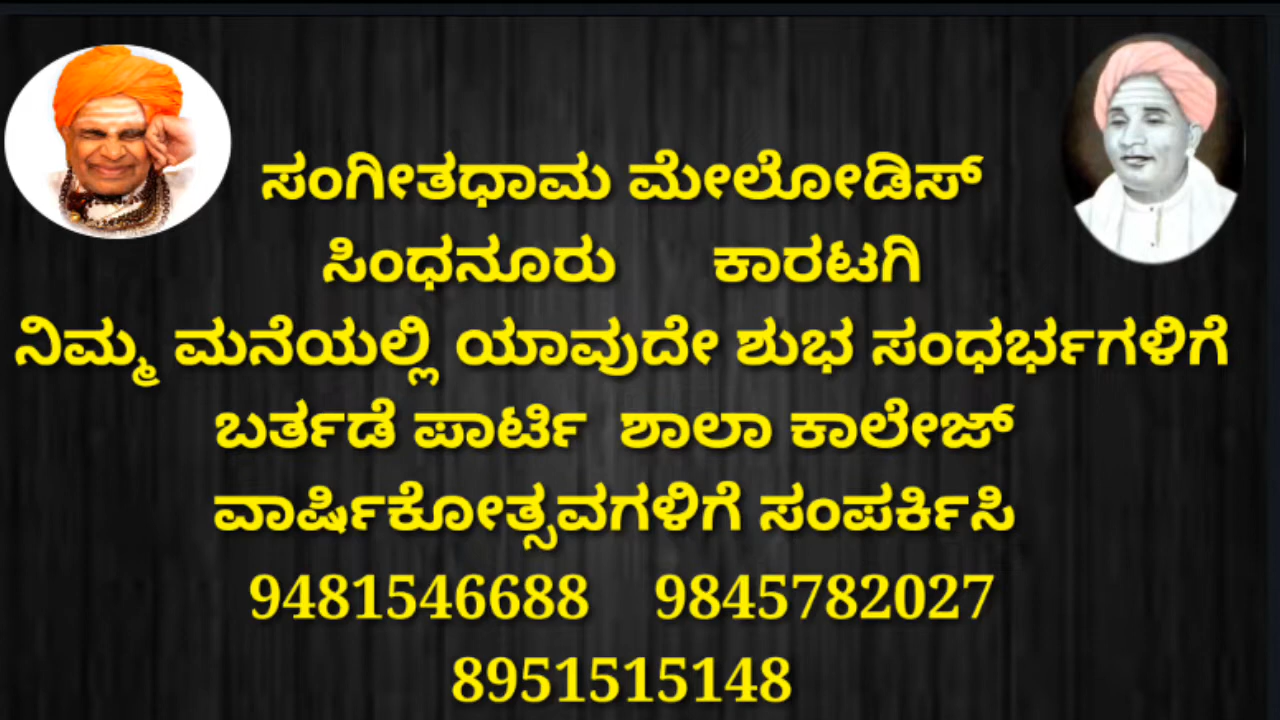 ಸಂಗೀತಧಾಮ ಮೇಲೋಡಿಸ್
ಸಿಂಧನೂರು ಕಾರಟಗಿ
ನಿಮ್ಮ ಮನೆಯಲ್ಲಿ ಯಾವುದೇ ಶುಭ ಸಂಧರ್ಭಗಳಿಗೆ
ಬರ್ತಡೆ ಪಾರ್ಟಿ ಶಾಲಾ ಕಾಲೇಜ್
ವಾರ್ಷಿಕೋತ್ಸವಗಳಿಗೆ ಸಂಪರ್ಕಿಸಿ
9481546688 9845782027
8951515148